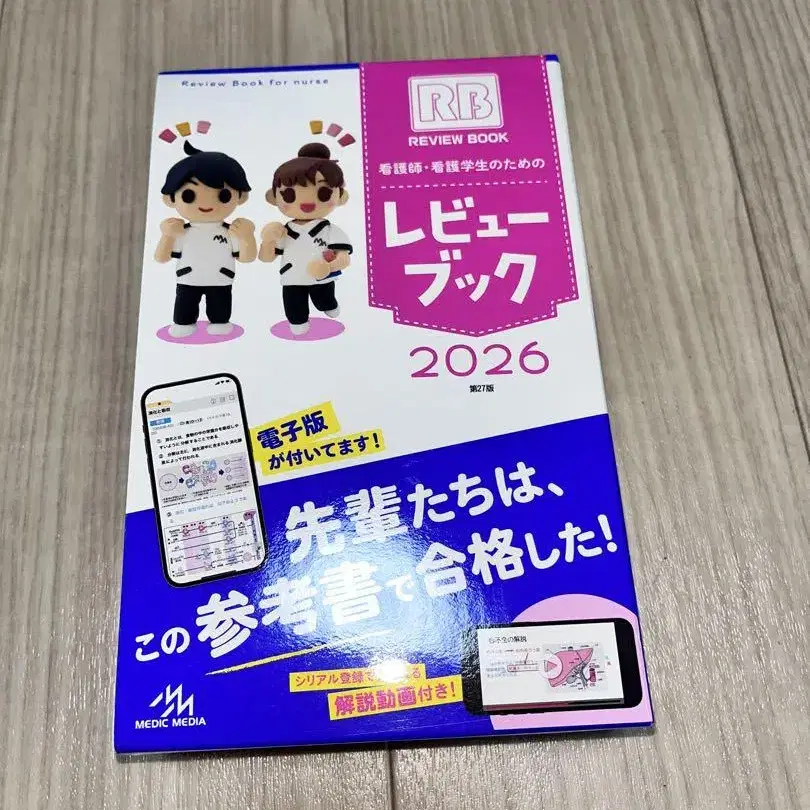 Review Book for nurse
RB
REVIEW BOOK
看護師・看護学生のための
レビュー
ブック
2026
第27版
電子版
が付いてます!
先輩たちは、
この参考書で合格した!
シリアル登録で
解説動画付き!
の解説
MEDIC MEDIA